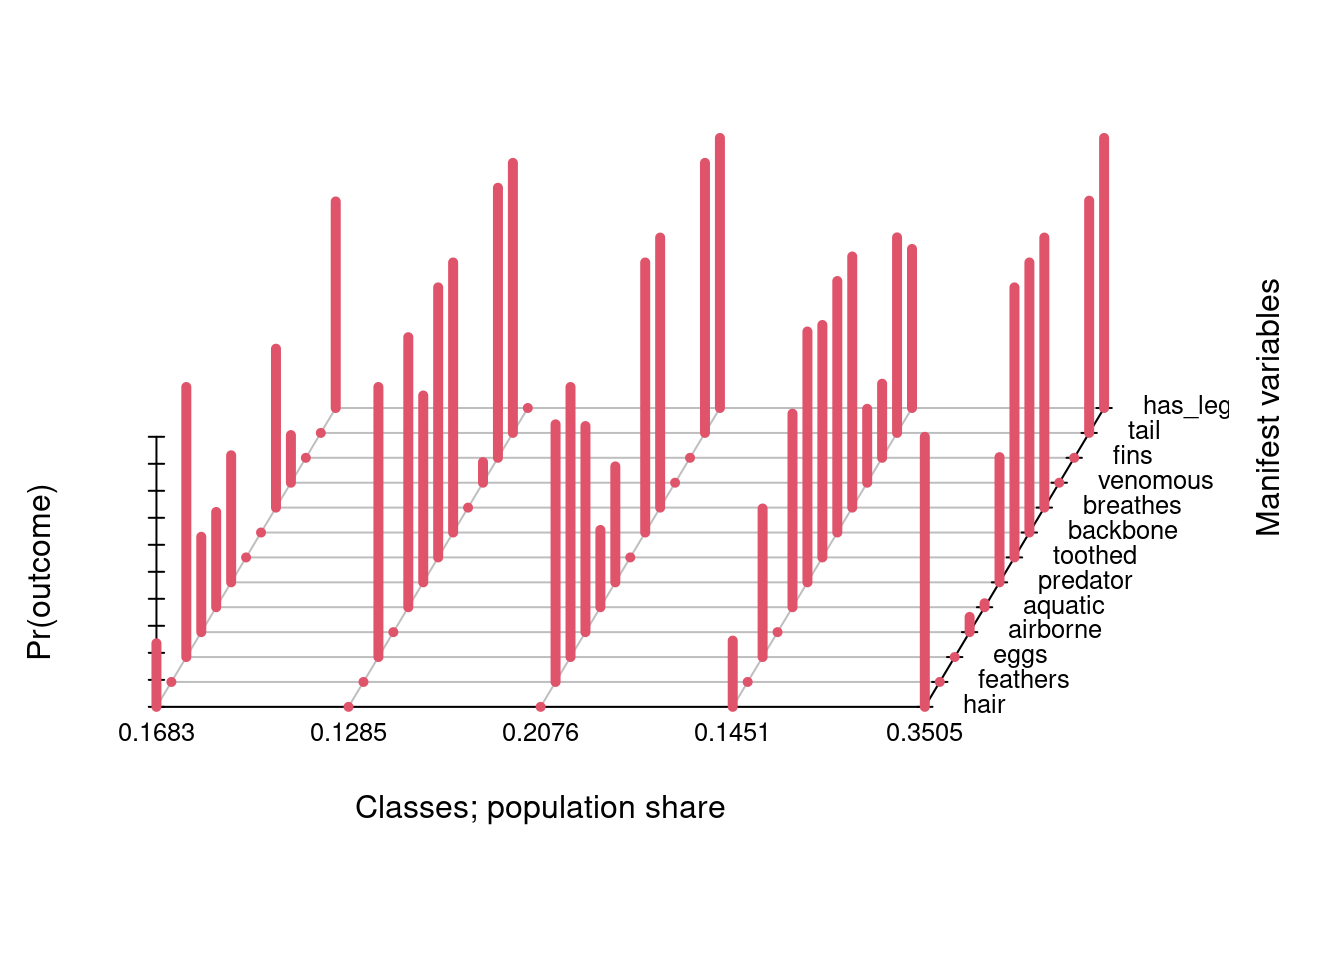 Pr(outcome)
Manifest variables
has_leg
tail
fins
venomous
breathes
backbone
toothed
predator
aquatic
airborne
eggs
feathers
hair
0.1683 0.1285 0.2076 0.1451 0.3505
Classes; population share